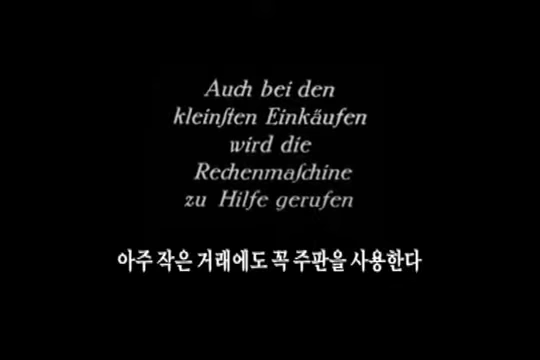 Auch bei den
kleinſten Einkäufen
wird die
Rechenmaſchine
zu Hilfe gerufen
아주 작은 거래에도 꼭 주판을 사용한다